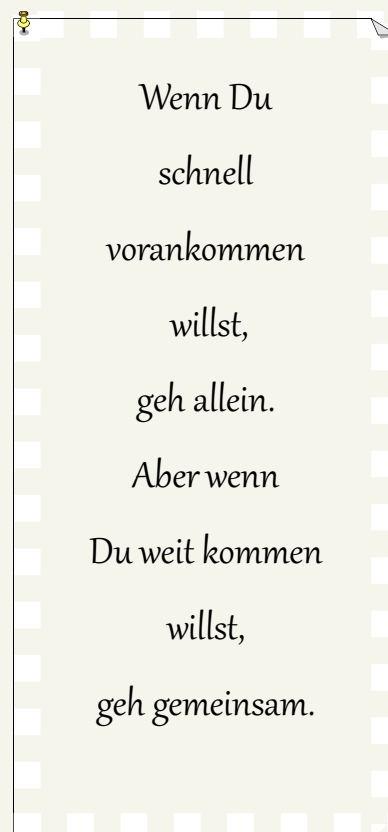 Wenn Du
schnell
vorankommen
willst,
geh allein.
Aber wenn
Du weit kommen
willst,
geh gemeinsam.